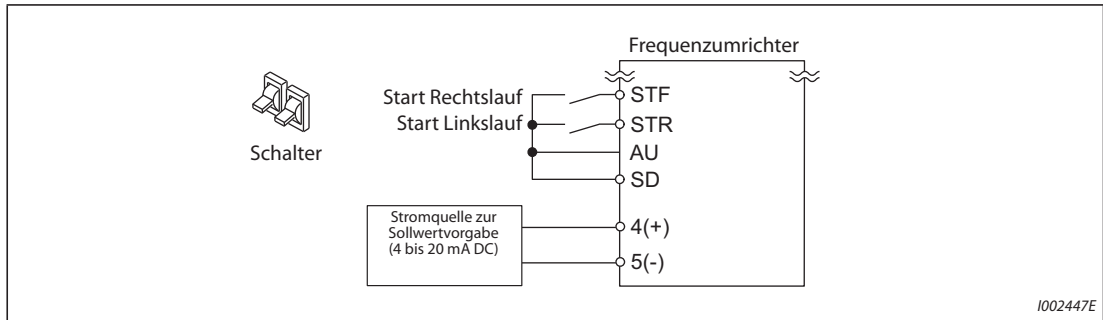 Frequenzumrichter
Schalter
Start Rechtslauf
Start Linkslauf
STF
STR
AU
SD
Stromquelle zur
Sollwertvorgabe
(4 bis 20 mA DC)
4(+)
5(-)
I002447E